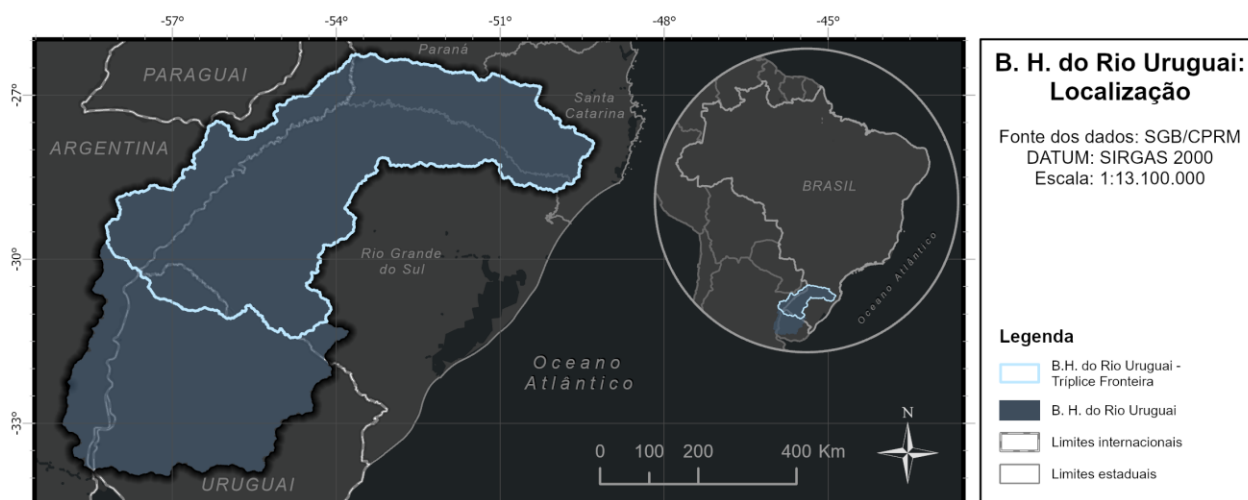 -57°
-54°
-51°
-48°
-45°
-27°
-30°
-33°
PARAGUAI
Paraná
Santa
Catarina
ARGENTINA
Rio Grande
do Sul
Oceano
Atlântico
URUGUAI
BRASIL
Oceano Atlântico
N
0 100 200 400 Km
B. H. do Rio Uruguai:
Localização
Fonte dos dados: SGB/CPRM
DATUM: SIRGAS 2000
Escala: 1:13.100.000
Legenda
B.H. do Rio Uruguai -
Tríplice Fronteira
B. H. do Rio Uruguai
Limites internacionais
Limites estaduais